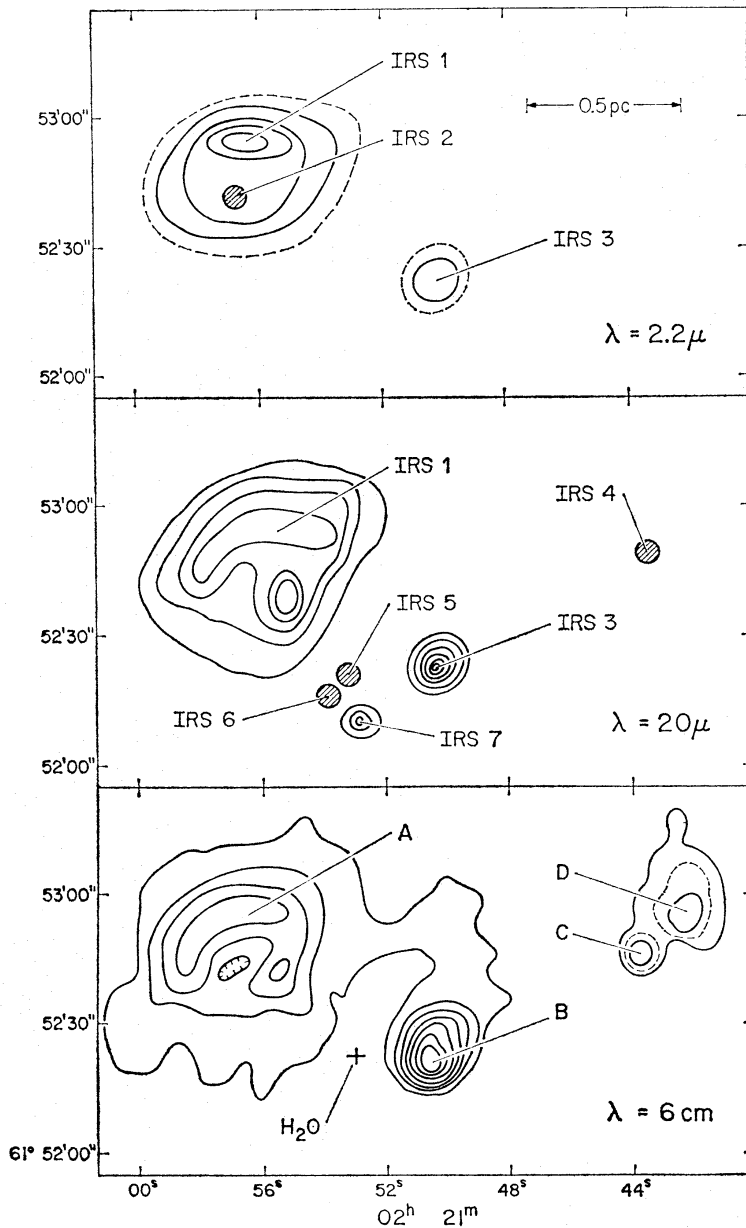 IRS 1
0.5pc
53'00"
IRS 2
52'30"
IRS 3
λ = 2.2μ
52'00"
IRS 1
53'00"
IRS 4
IRS 5
52'30"
IRS 3
IRS 6
IRS 7
λ = 20μ
52'00"
A
53'00"
D
C
52'30"
B
H₂O
λ = 6 cm
61° 52'00"
00ˢ 56ˢ 52ˢ 48ˢ 44ˢ
02ʰ 21ᵐ